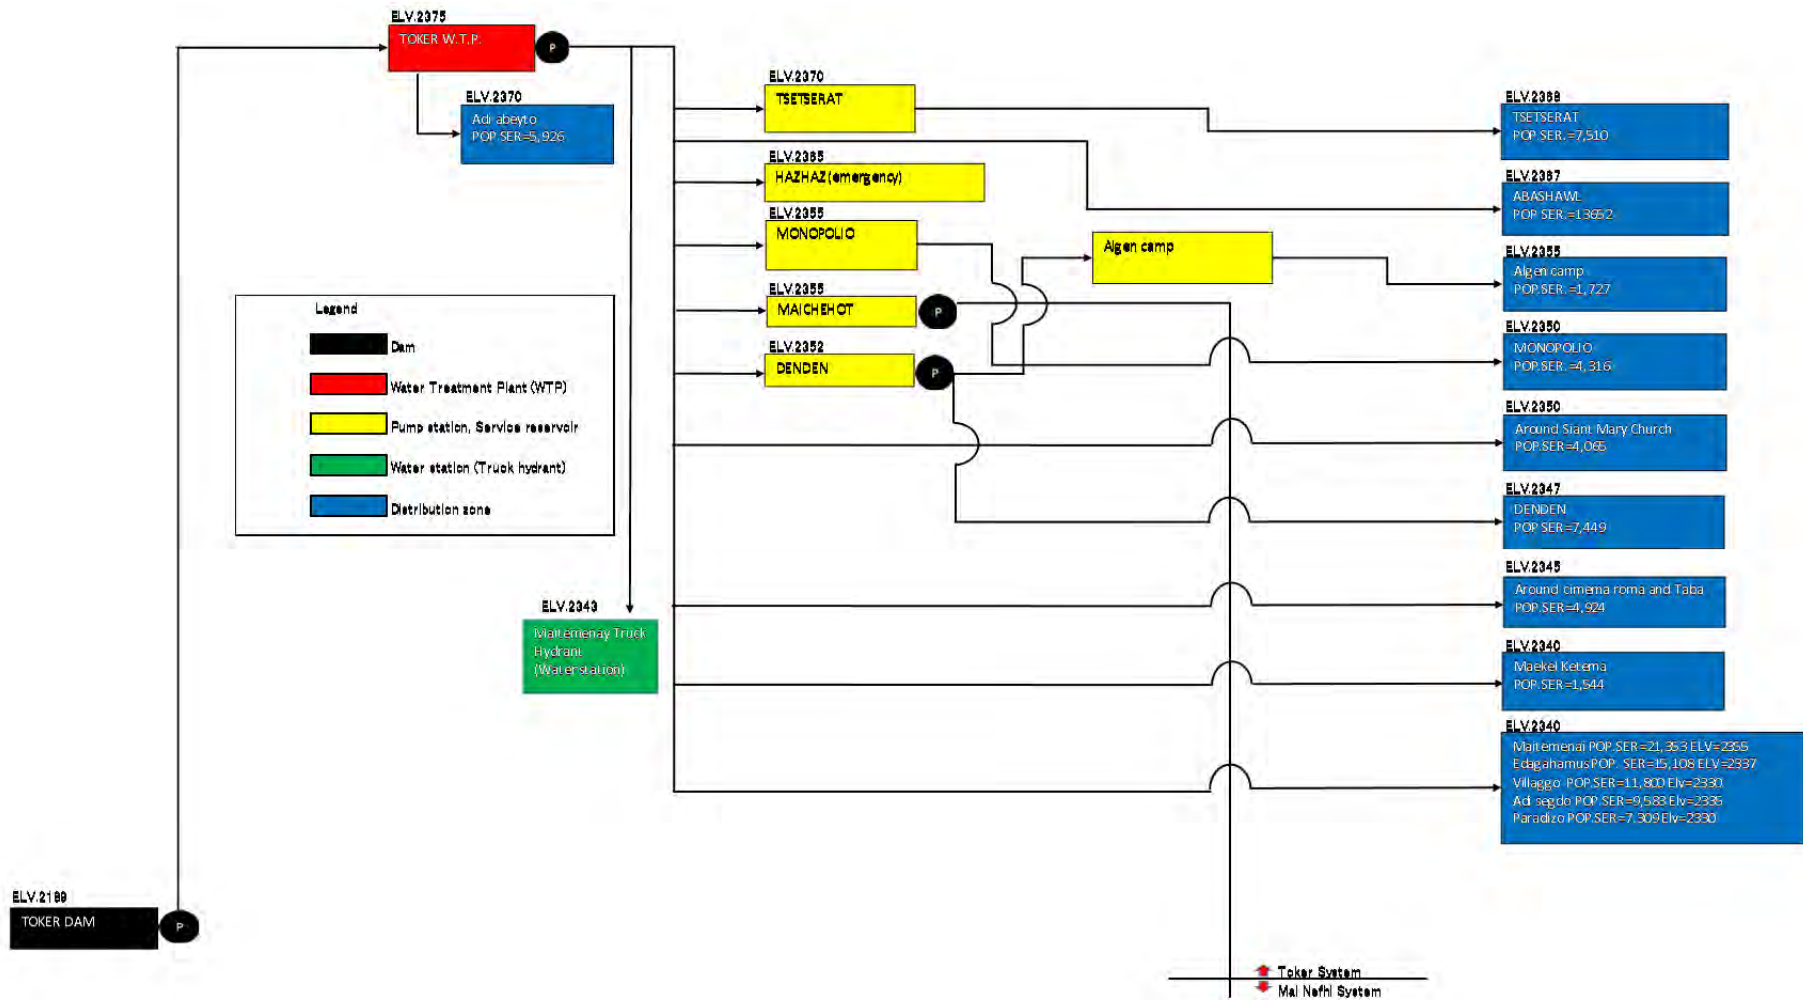 ELV.2375
TOKER W.T.P.
P
ELV.2370
Adi abeyto
POP SER=5,926
ELV.2370
TSETSERAT
ELV.2365
HAZHAZ(emergency)
ELV.2355
MONOPOLIO
ELV.2355
MAICHEHOT
P
ELV.2352
DENDEN
P
Algen camp
ELV.2369
TSETSERAT
POP SER.=7,510
ELV.2367
ABASHAWL
POP SER.=13652
ELV.2355
Algen camp
POP.SER.=1,727
ELV.2350
MONOPOLIO
POP.SER.=4,316
ELV.2350
Around Siant Mary Church
POP.SER=4,065
ELV.2347
DENDEN
POP SER=7,449
ELV.2345
Around cimema roma and Taba
POP.SER=4,924
ELV.2340
Maekel Ketema
POP.SER=1,544
ELV.2340
Maitemenai POP.SER=21,353 ELV=2355
Edagahamus POP. SER=15,108 ELV=2337
Villaggo POP.SER=11,800 Elv=2330
Adi segdo POP.SER=9,583 Elv=2335
Paradizo POP.SER=7.309 Elv=2330
Legend
Dam
Water Treatment Plant (WTP)
Pump station, Service reservoir
Water station (Truck hydrant)
Distribution zone
ELV.2343
Maitemenay Truck
Hydrant
(Water station)
ELV.2189
TOKER DAM
P
Toker System
Mai Nefhi System